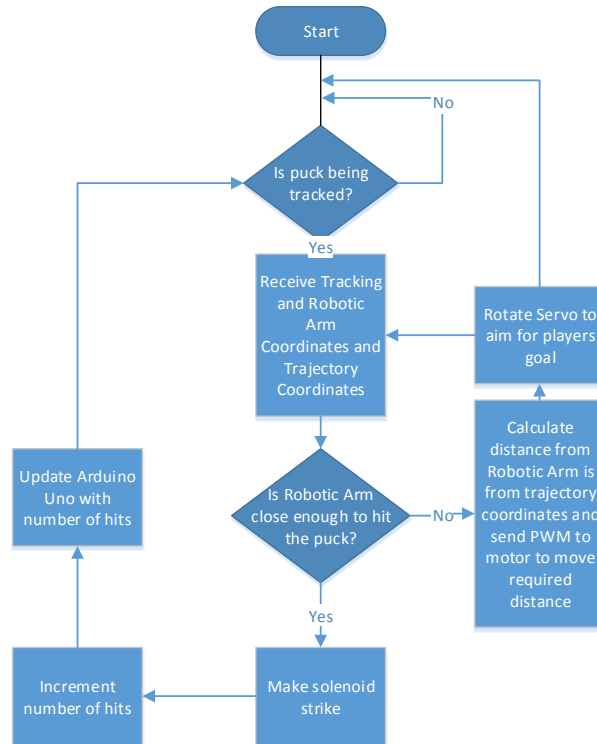 Start
No
Is puck being
tracked?
Yes
Receive Tracking
and Robotic
Arm
Coordinates and
Trajectory
Coordinates
Rotate Servo to
aim for players
goal
Calculate
distance from
Robotic Arm is
from trajectory
coordinates and
send PWM to
motor to move
required
distance
Update Arduino
Uno with
number of hits
Is Robotic Arm
close enough to hit
the puck?
No
Yes
Increment
number of hits
Make solenoid
strike